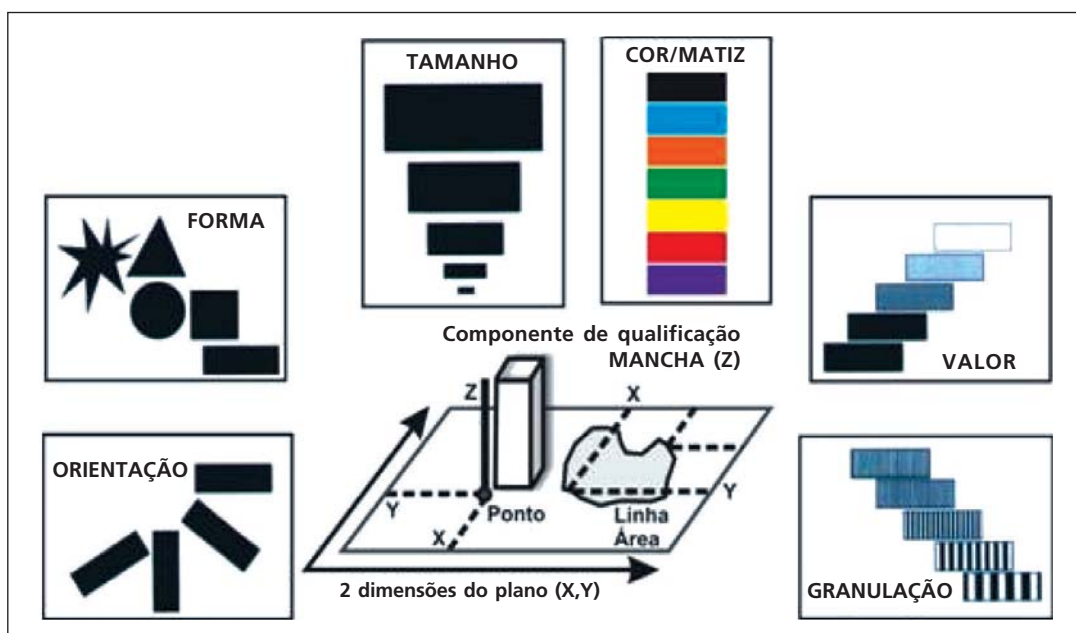 TAMANHO
COR/MATIZ
FORMA
Componente de qualificação
MANCHA (Z)
VALOR
ORIENTAÇÃO
Z
X
Y
Ponto
X
Linha
Área
Y
2 dimensões do plano (X,Y)
GRANULAÇÃO